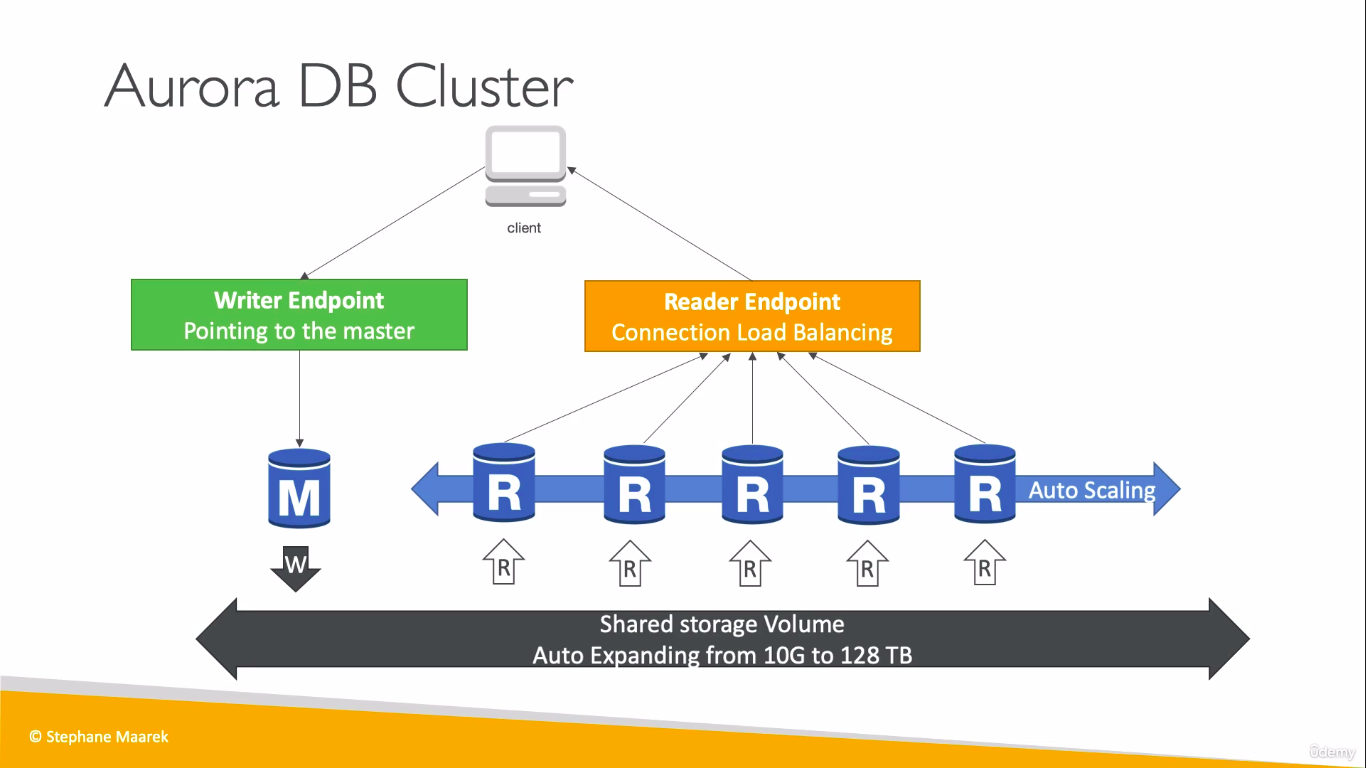 Aurora DB Cluster
client
Writer Endpoint
Pointing to the master
Reader Endpoint
Connection Load Balancing
M
R
R
R
R
R
Auto Scaling
W
R
R
R
R
R
Shared storage Volume
Auto Expanding from 10G to 128 TB
© Stephane Maarek
ûdemy